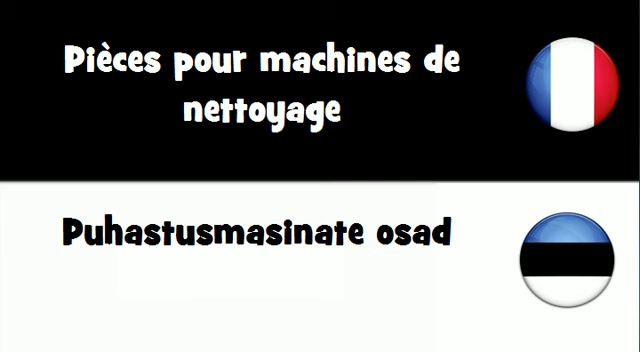 Pièces pour machines de
nettoyage
Puhastusmasinate osad